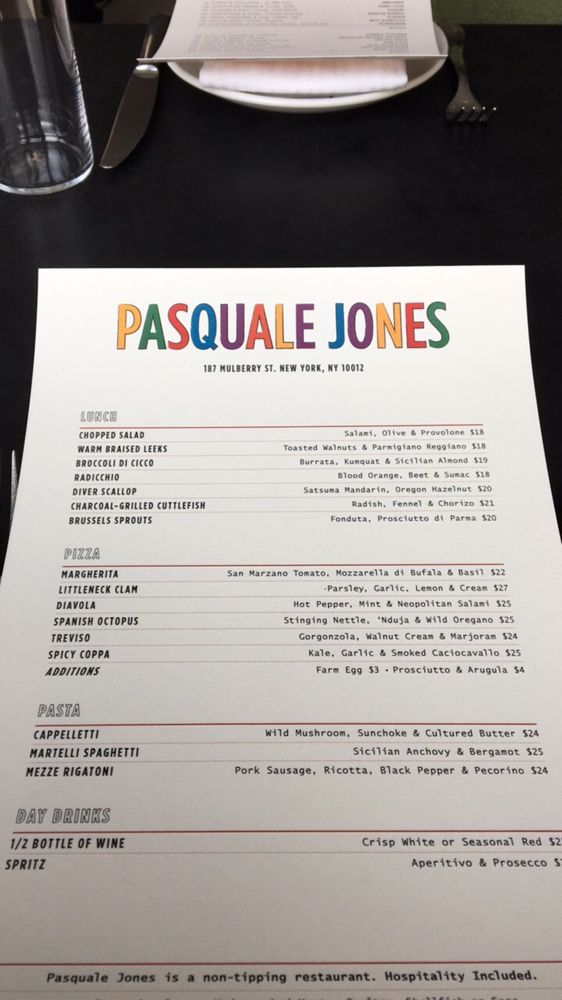 PASQUALE JONES
187 MULBERRY ST. NEW YORK, NY 10012
LUNCH
CHOPPED SALAD Salami, Olive & Provolone $18
WARM BRAISED LEEKS Toasted Walnuts & Parmigiano Reggiano $18
BROCCOLI DI CICCO Burrata, Kumquat & Sicilian Almond $19
RADICCHIO Blood Orange, Beet & Sumac $18
DIVER SCALLOP Satsuma Mandarin, Oregon Hazelnut $20
CHARCOAL-GRILLED CUTTLEFISH Radish, Fennel & Chorizo $21
BRUSSELS SPROUTS Fonduta, Prosciutto di Parma $20
PIZZA
MARGHERITA San Marzano Tomato, Mozzarella di Bufala & Basil $22
LITTLENECK CLAM Parsley, Garlic, Lemon & Cream $27
DIAVOLA Hot Pepper, Mint & Neopolitan Salami $25
SPANISH OCTOPUS Stinging Nettle, 'Nduja & Wild Oregano $25
TREVISO Gorgonzola, Walnut Cream & Marjoram $24
SPICY COPPA Kale, Garlic & Smoked Caciocavallo $25
ADDITIONS Farm Egg $3 · Prosciutto & Arugula $4
PASTA
CAPPELLETTI Wild Mushroom, Sunchoke & Cultured Butter $24
MARTELLI SPAGHETTI Sicilian Anchovy & Bergamot $25
MEZZE RIGATONI Pork Sausage, Ricotta, Black Pepper & Pecorino $24
DAY DRINKS
1/2 BOTTLE OF WINE Crisp White or Seasonal Red
SPRITZ Aperitivo & Prosecco
Pasquale Jones is a non-tipping restaurant. Hospitality Included.